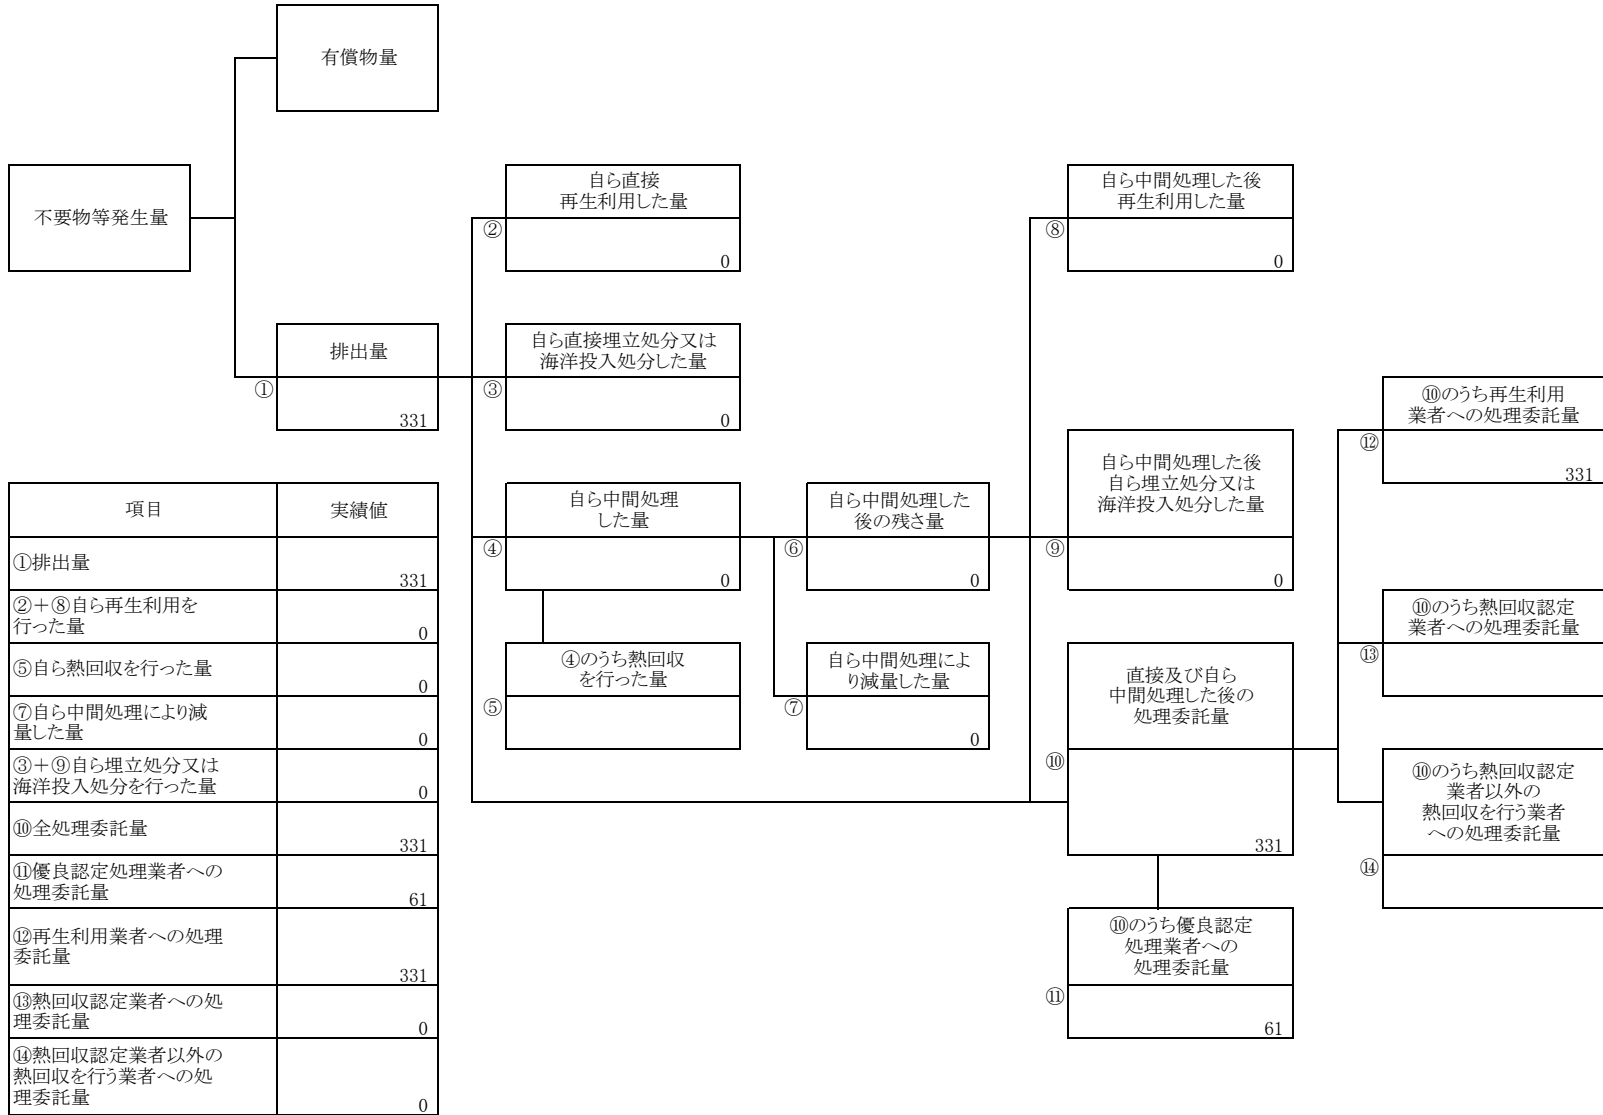 有償物量
不要物等発生量
自ら直接
再生利用した量
②
0
自ら中間処理した後
再生利用した量
⑧
0
排出量
①
331
自ら直接埋立処分又は
海洋投入処分した量
③
0
⑩のうち再生利用
業者への処理委託量
⑫
331
自ら中間処理
した量
④
0
自ら中間処理した
後の残さ量
⑥
0
自ら中間処理した後
自ら埋立処分又は
海洋投入処分した量
⑨
0
⑩のうち熱回収認定
業者への処理委託量
⑬
④のうち熱回収
を行った量
⑤
自ら中間処理によ
り減量した量
⑦
0
直接及び自ら
中間処理した後の
処理委託量
⑩
331
⑩のうち熱回収認定
業者以外の
熱回収を行う業者
への処理委託量
⑭
⑩のうち優良認定
処理業者への
処理委託量
⑪
61
項目
実績値
①排出量
331
②+⑧自ら再生利用を
行った量
0
⑤自ら熱回収を行った量
0
⑦自ら中間処理により減
量した量
0
③+⑨自ら埋立処分又は
海洋投入処分を行った量
0
⑩全処理委託量
331
⑪優良認定処理業者への
処理委託量
61
⑫再生利用業者への処理
委託量
331
⑬熱回収認定業者への処
理委託量
0
⑭熱回収認定業者以外の
熱回収を行う業者への処
理委託量
0